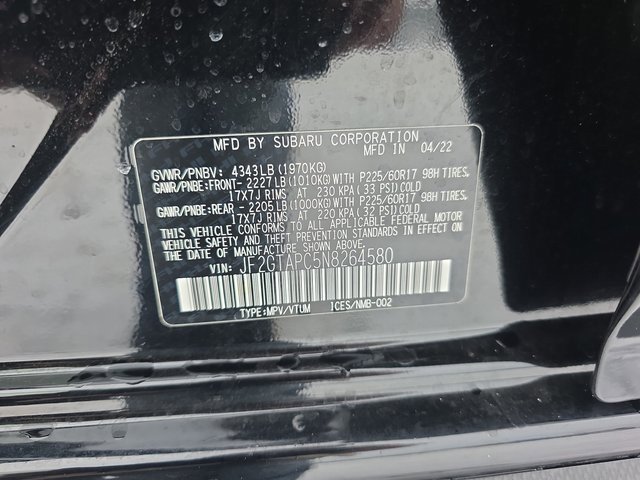 MFD BY SUBARU CORPORATION
MFD IN 04/22
GVWR/PNBV: 4343LB (1970KG)
GAWR/PNBE:FRONT- 2227LB (1010KG)WITH P225/60R17 98H TIRES,
17X7J RIMS AT 230 KPA (33 PSI)COLD
GAWR/PNBE:REAR - 2205LB (1000KG)WITH P225/60R17 98H TIRES,
17X7J RIMS AT 220 KPA (32 PSI)COLD
THIS VEHICLE CONFORMS TO ALL APPLICABLE FEDERAL MOTOR
VEHICLE SAFETY AND THEFT PREVENTION STANDARDS IN EFFECT ON
THE DATE OF MANUFACTURE SHOWN ABOVE.
VIN: JF2GTAPC5N8264580
TYPE:MPV/VTUM ICES/NMB-002